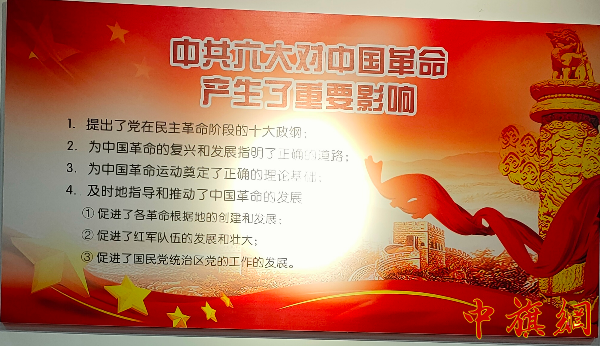 中共六大对中国革命
产生了重要影响
1. 提出了党在民主革命阶段的十大政纲；
2. 为中国革命的复兴和发展指明了正确的道路；
3. 为中国革命运动奠定了正确的理论基础；
4. 及时地指导和推动了中国革命的发展
① 促进了各革命根据地的创建和发展；
② 促进了红军队伍的发展和壮大；
③ 促进了国民党统治区党的工作的发展。
中旗網